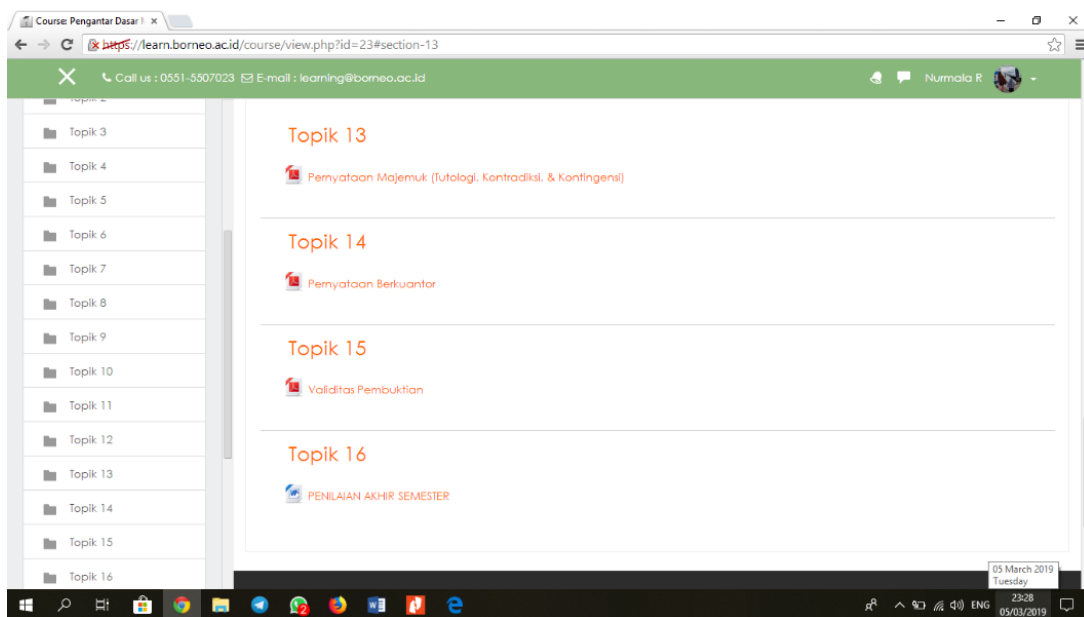 Course: Pengantar Dasar
https://learn.borneo.ac.id/course/view.php?id=23#section-13
Call us : 0551-5507023 E-mail : learning@borneo.ac.id
Nurmala R
Topik 2
Topik 3
Topik 4
Topik 5
Topik 6
Topik 7
Topik 8
Topik 9
Topik 10
Topik 11
Topik 12
Topik 13
Topik 14
Topik 15
Topik 16
Topik 13
Pernyataan Majemuk (Tutologi, Kontradiksi, & Kontingensi)
Topik 14
Pernyataan Berkuantor
Topik 15
Validitas Pembuktian
Topik 16
PENILAIAN AKHIR SEMESTER
05 March 2019
Tuesday
ENG
23:28
05/03/2019